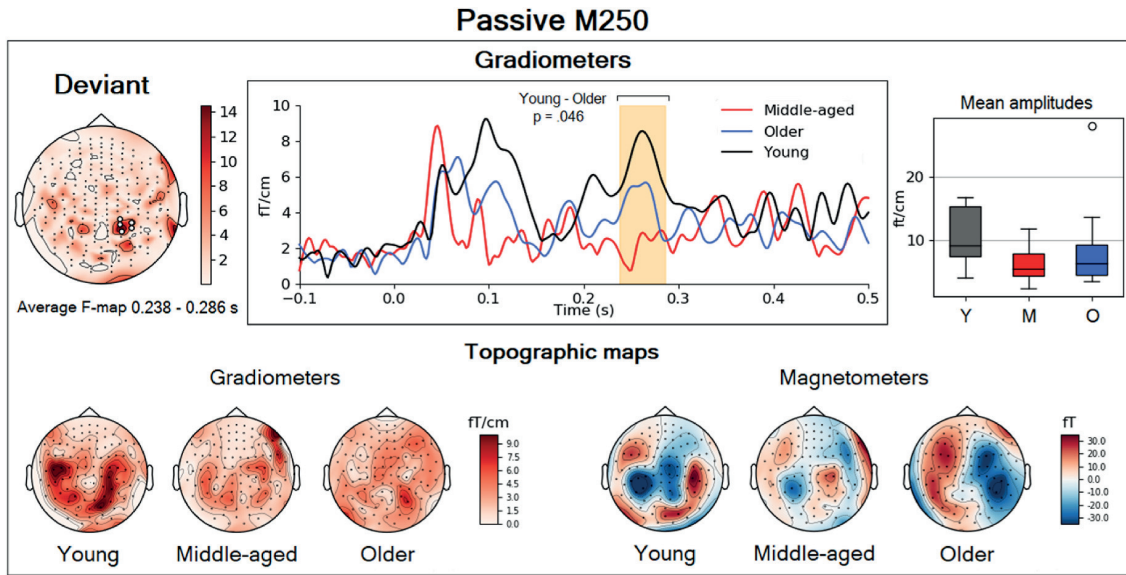 Passive M250
Deviant
14
12
10
8
6
4
2
Average F-map 0.238 - 0.286 s
Gradiometers
Young - Older
p = .046
Middle-aged
Older
Young
fT/cm
10
8
6
4
2
0
−0.1
0.0
0.1
0.2
0.3
0.4
0.5
Time (s)
Mean amplitudes
ft/cm
20
10
Y
M
O
Topographic maps
Gradiometers
Magnetometers
fT/cm
9.0
7.5
6.0
4.5
3.0
1.5
0.0
fT
30.0
20.0
10.0
0.0
-10.0
-20.0
-30.0
Young
Middle-aged
Older
Young
Middle-aged
Older